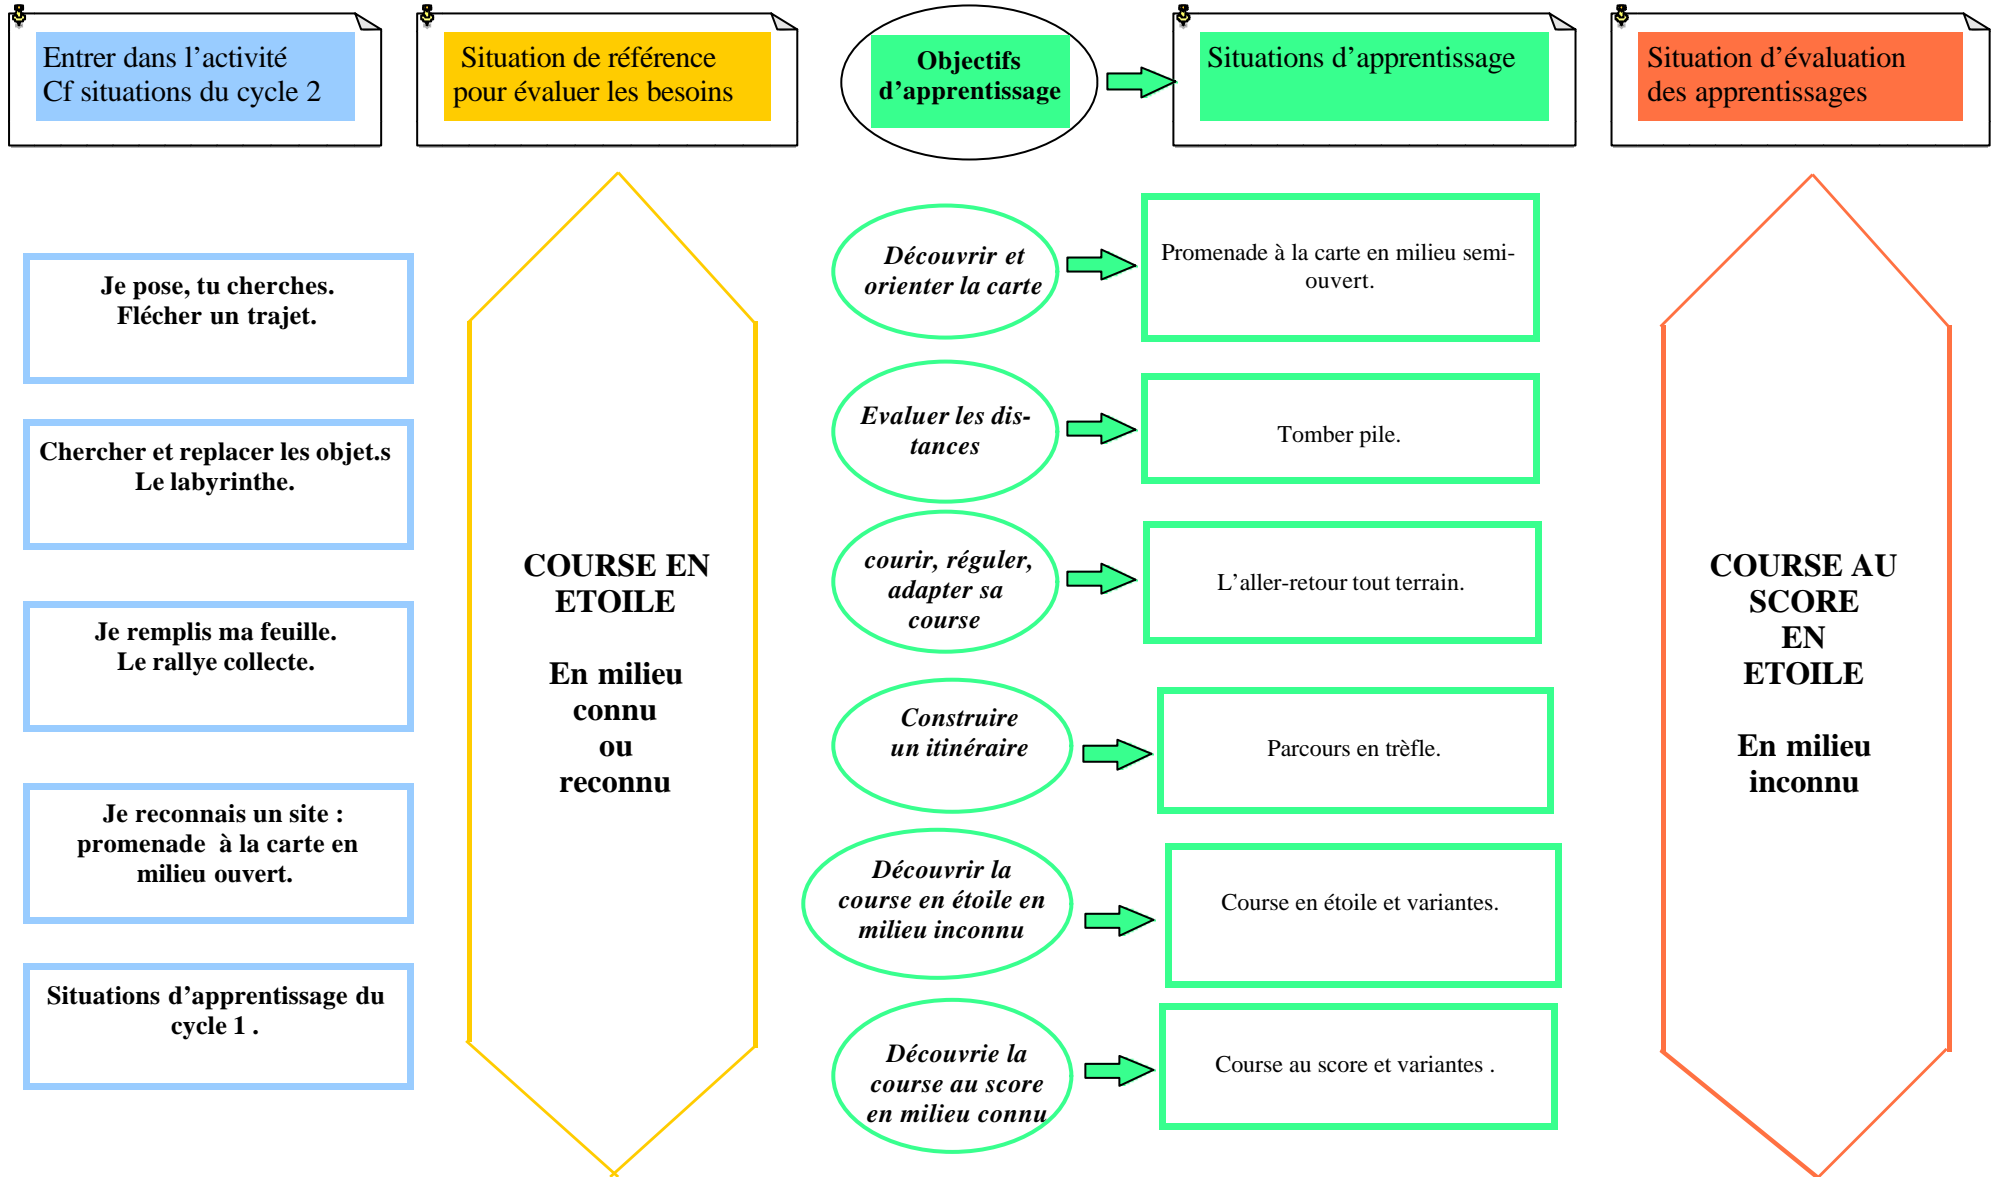 Entrer dans l’activité
Cf situations du cycle 2
Situation de référence
pour évaluer les besoins
Objectifs
d’apprentissage
Situations d’apprentissage
Situation d’évaluation
des apprentissages
Je pose, tu cherches.
Flécher un trajet.
Chercher et replacer les objet.s
Le labyrinthe.
Je remplis ma feuille.
Le rallye collecte.
Je reconnais un site :
promenade à la carte en
milieu ouvert.
Situations d’apprentissage du
cycle 1 .
COURSE EN
ETOILE
En milieu
connu
ou
reconnu
Découvrir et
orienter la carte
Promenade à la carte en milieu semi-
ouvert.
Evaluer les dis-
tances
Tomber pile.
courir, réguler,
adapter sa
course
L’aller-retour tout terrain.
Construire
un itinéraire
Parcours en trèfle.
Découvrir la
course en étoile en
milieu inconnu
Course en étoile et variantes.
Découvrie la
course au score
en milieu connu
Course au score et variantes .
COURSE AU
SCORE
EN
ETOILE
En milieu
inconnu